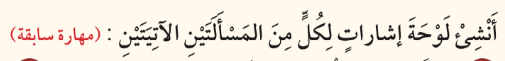 أَنْشِئْ لَوْحَةَ إشاراتٍ لِكُلٍّ مِنَ المَسْأَلَتَيْنِ الآتِيَتَيْنِ : (مهارة سابقة)